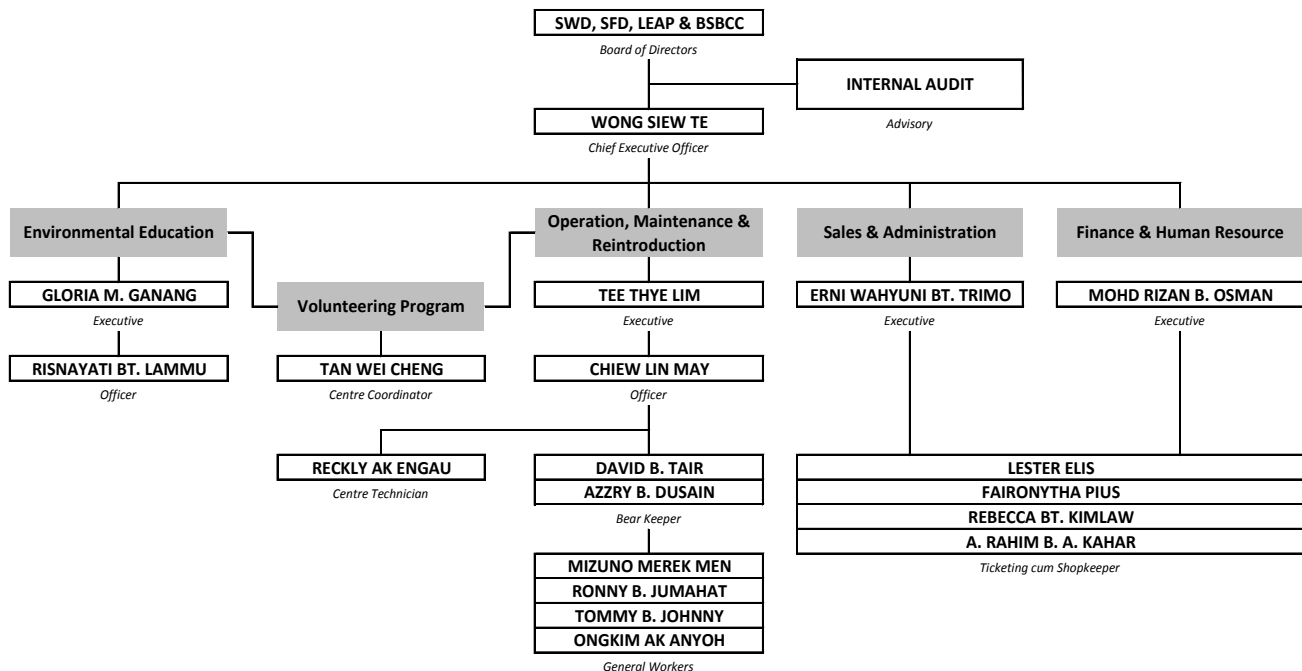 SWD, SFD, LEAP & BSBCC
Board of Directors
INTERNAL AUDIT
Advisory
WONG SIEW TE
Chief Executive Officer
Environmental Education
Operation, Maintenance &
Reintroduction
Sales & Administration
Finance & Human Resource
Volunteering Program
GLORIA M. GANANG
Executive
TEE THYE LIM
Executive
ERNI WAHYUNI BT. TRIMO
Executive
MOHD RIZAN B. OSMAN
Executive
RISNAYATI BT. LAMMU
Officer
TAN WEI CHENG
Centre Coordinator
CHIEW LIN MAY
Officer
RECKLY AK ENGAU
Centre Technician
DAVID B. TAIR
AZZRY B. DUSAIN
Bear Keeper
LESTER ELIS
FAIRONYTHA PIUS
REBECCA BT. KIMLAW
A. RAHIM B. A. KAHAR
Ticketing cum Shopkeeper
MIZUNO MEREK MEN
RONNY B. JUMAHAT
TOMMY B. JOHNNY
ONGKIM AK ANYOH
General Workers